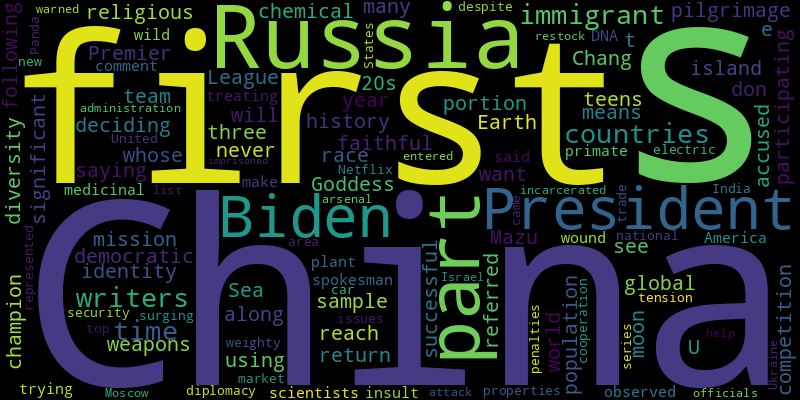 warned
religious
chemical
many
despite
immigrant
pilgrimage
following
Panda
wild
Russia
states
restock
DNA
t
e
new
Premier
first
S
Chang
comment
League
20s
island
participating
treating
team
year
portion
teens
don
administration
will
Earth
means
deciding
three
history
countries
United
never
faithful
diversity
significant
whose
race
entered
said
primate
electric
accused
saying
imprisoned
Netflix
want
medicinal
list
make
Goddess
incarcerated
India
arsenal
China
Biden
part
President
came
trade
represented
mission
area
Mazu
wound
national
America
democratic
plant
see
identity
spokesman
successful
referred
Sea
car
Israel
global
champion
writers
sample
tension
competition
security
surging
along
issues
population
cooperation
top
time
weighty
reach
penalties
world
series
moon
help
weapons
using
return
U
Ukraine
market
trying
Moscow
diplomacy
scientists
insult
attack
properties
observed
officials